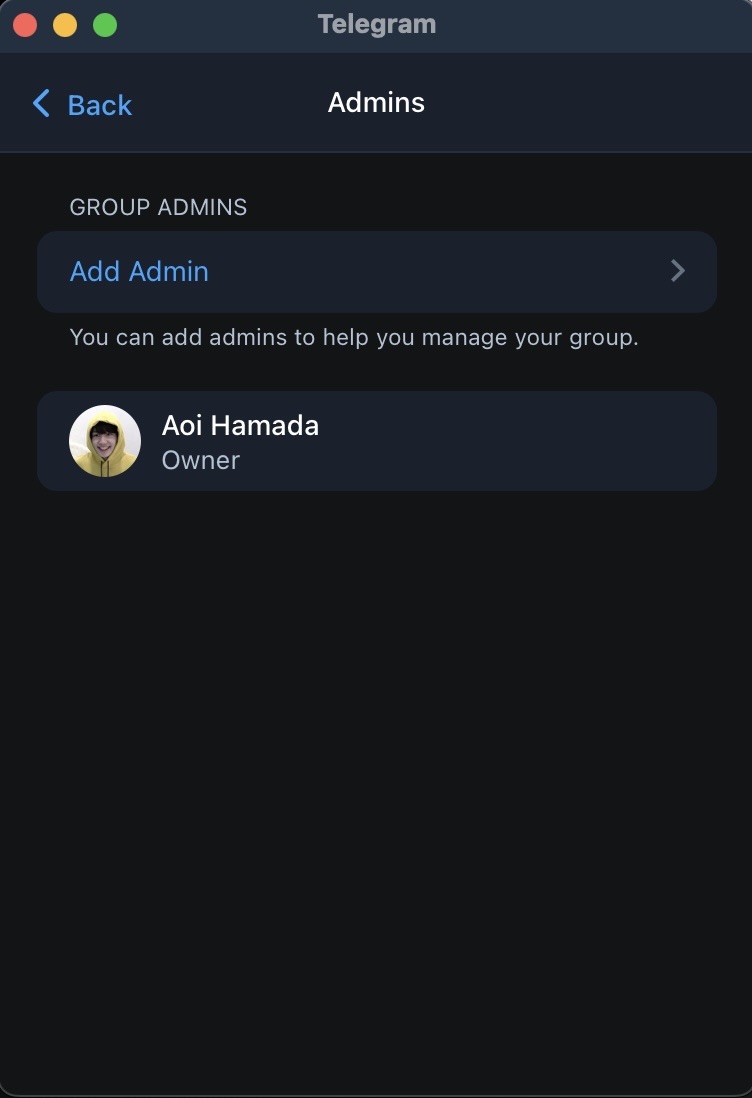 Telegram
Back
Admins
GROUP ADMINS
Add Admin
You can add admins to help you manage your group.
Aoi Hamada
Owner